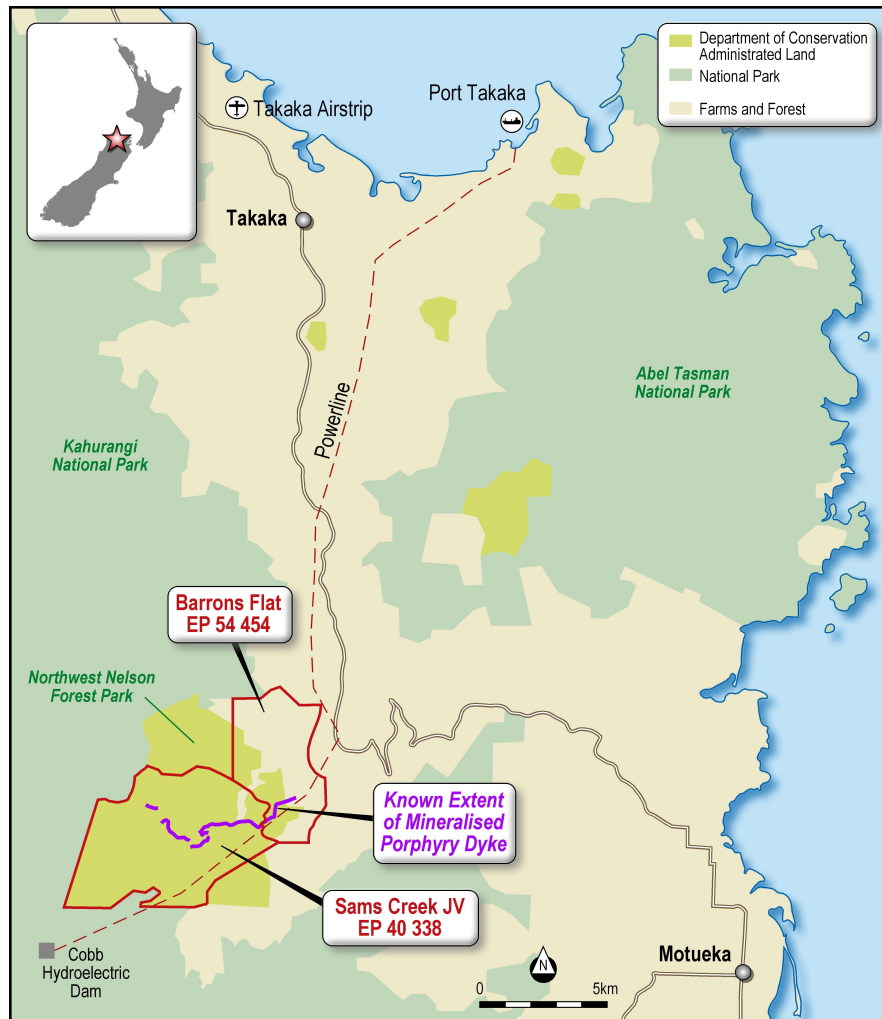 Department of Conservation
Administrated Land
National Park
Farms and Forest
Takaka Airstrip
Port Takaka
Takaka
Powerline
Abel Tasman
National Park
Kahurangi
National Park
Barrons Flat
EP 54 454
Northwest Nelson
Forest Park
Known Extent
of Mineralised
Porphyry Dyke
Sams Creek JV
EP 40 338
Cobb
Hydroelectric
Dam
N
0
5km
Motueka